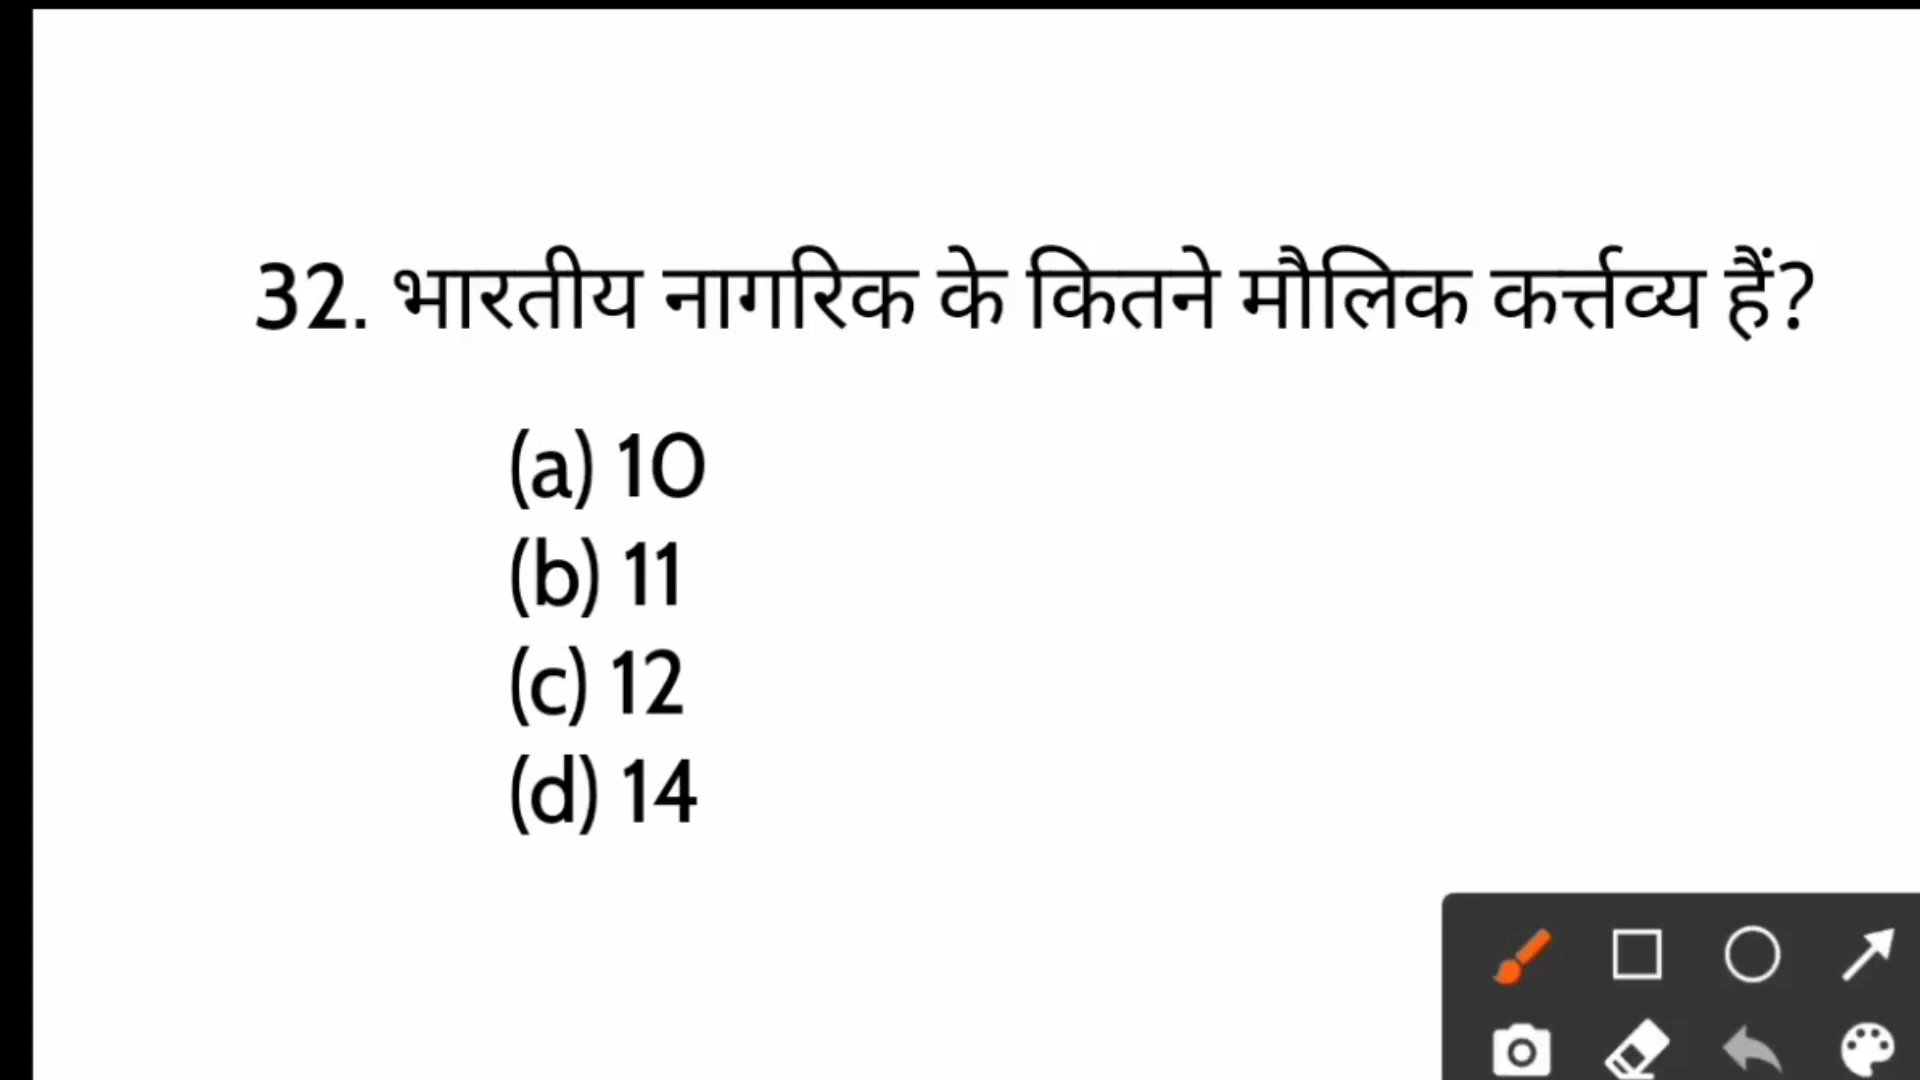 32. भारतीय नागरिक के कितने मौलिक कर्त्तव्य हैं?
(a) 10
(b) 11
(c) 12
(d) 14